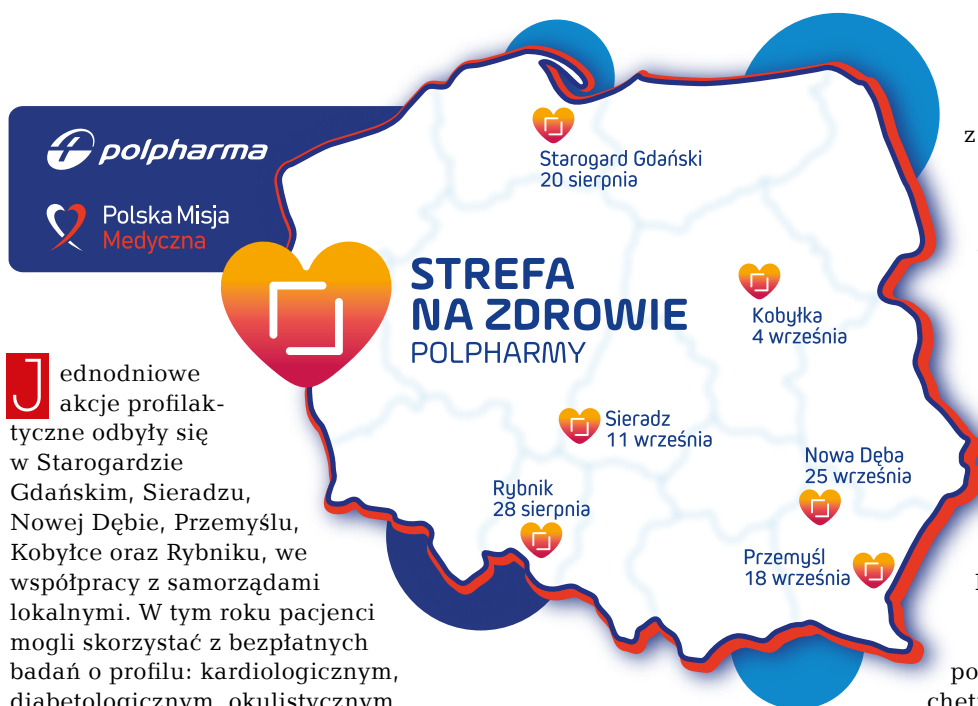 polpharma
Polska Misja
Medyczna
STREFA
NA ZDROWIE
POLPHARMY
Starogard Gdański
20 sierpnia
Kobyłka
4 września
Sieradz
11 września
Nowa Dęba
25 września
Rybnik
28 sierpnia
Przemyśl
18 września
Jednodniowe
akcje profilak-
tyczne odbyły się
w Starogardzie
Gdańskim, Sieradzu,
Nowej Dębie, Przemyślu,
Kobyłce oraz Rybniku, we
współpracy z samorządami
lokalnymi. W tym roku pacjenci
mogli skorzystać z bezpłatnych
badań o profilu: kardiologicznym,
diabetologicznym, okulistycznym
z
po